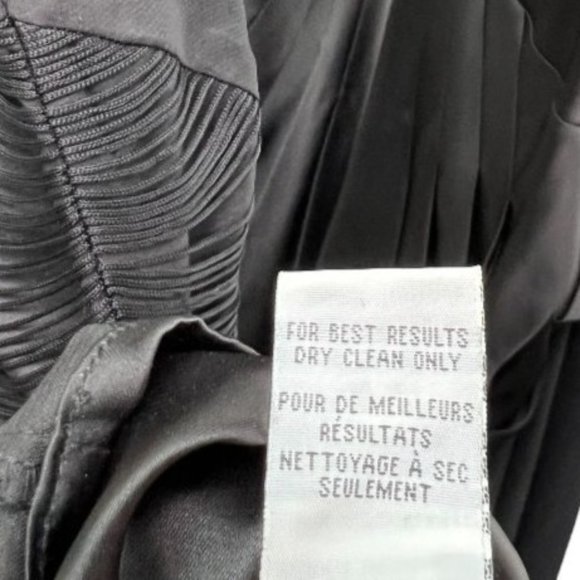 FOR BEST RESULTS
DRY CLEAN ONLY
POUR DE MEILLEURS
RÉSULTATS
NETTOYAGE À SEC
SEULEMENT